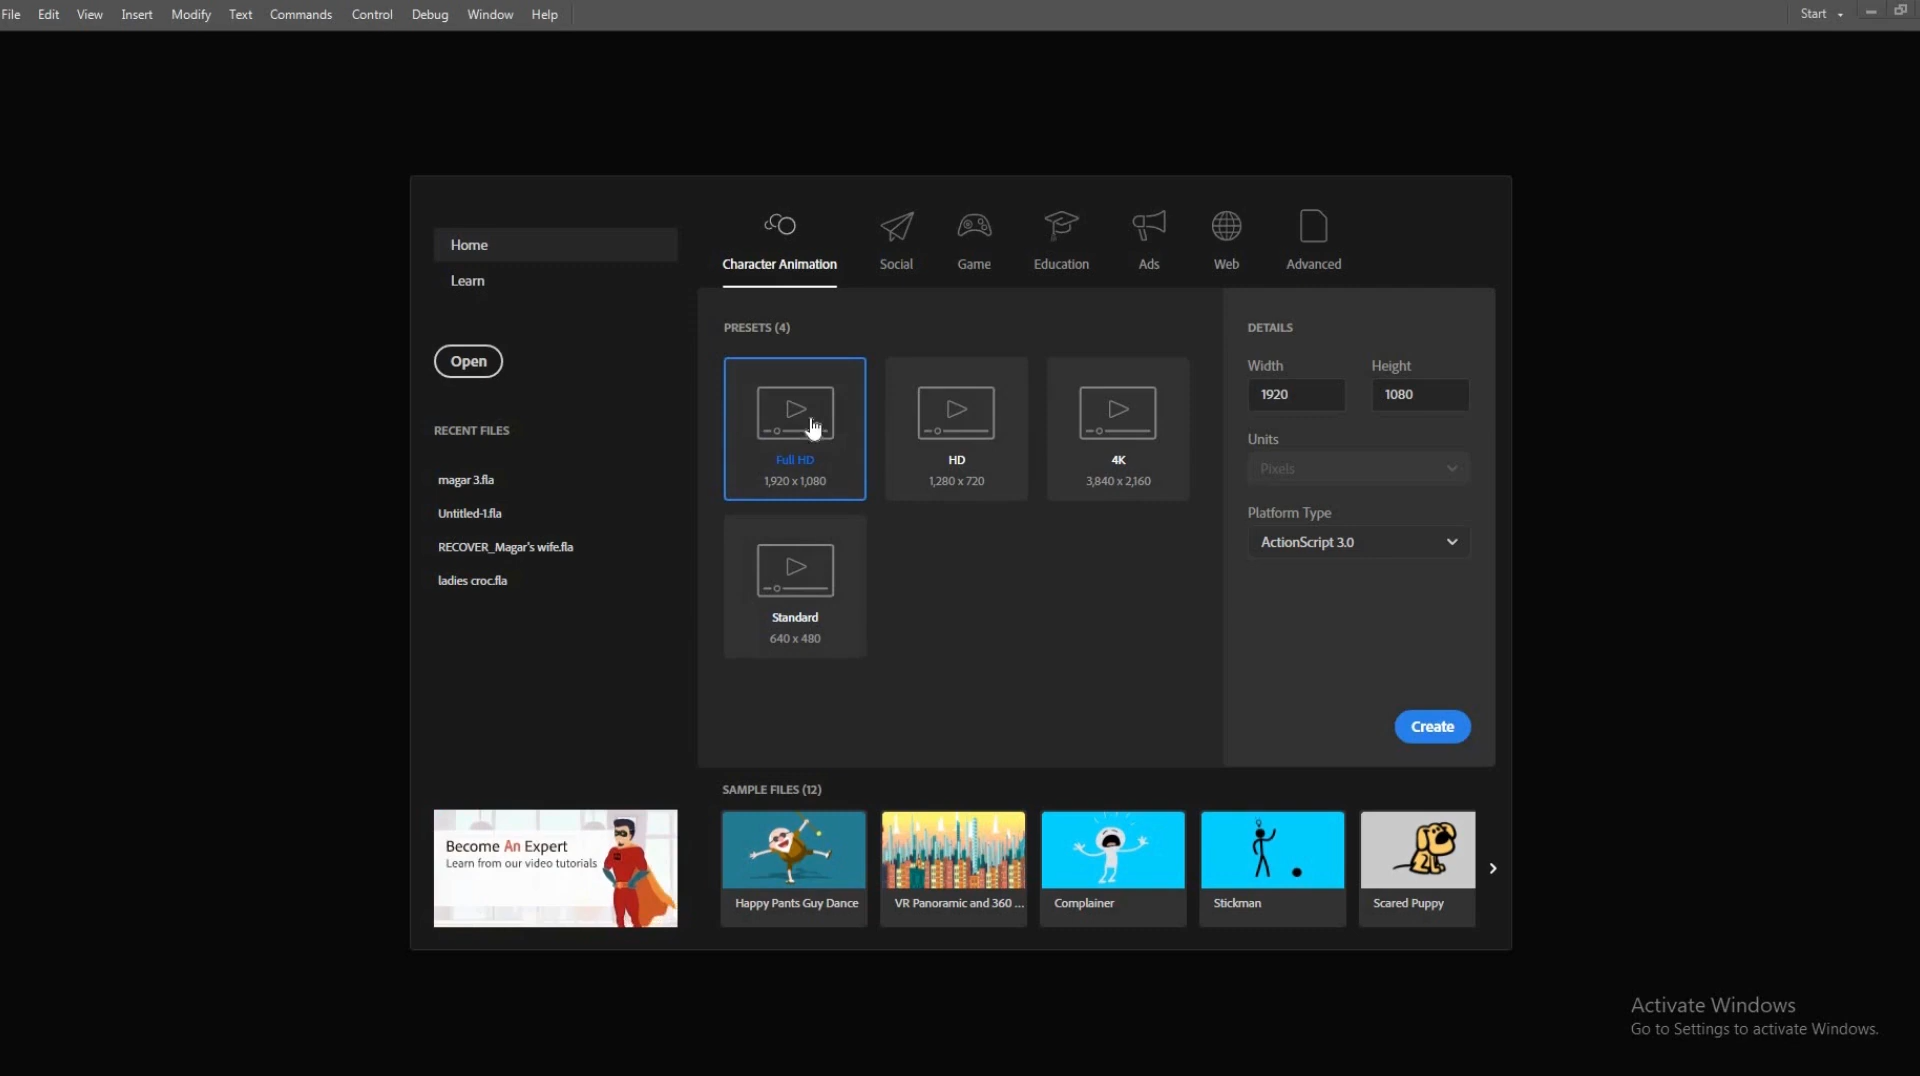 File Edit View Insert Modify Text Commands Control Debug Window Help Start
Character Animation Social Game Education Ads Web Advanced
Home
Learn
Open
RECENT FILES
magar 3.fla
Untitled-1.fla
RECOVER_Magar's wife.fla
ladies croc.fla
Become An Expert
Learn from our video tutorials
PRESETS (4)
Full HD
1,920 x 1,080
HD
1,280 x 720
4K
3,840 x 2,160
Standard
640 x 480
DETAILS
Width Height
1920 1080
Units
Pixels
Platform Type
ActionScript 3.0
Create
SAMPLE FILES (12)
Happy Pants Guy Dance
VR Panoramic and 360 ...
Complainer
Stickman
Scared Puppy
Activate Windows
Go to Settings to activate Windows.